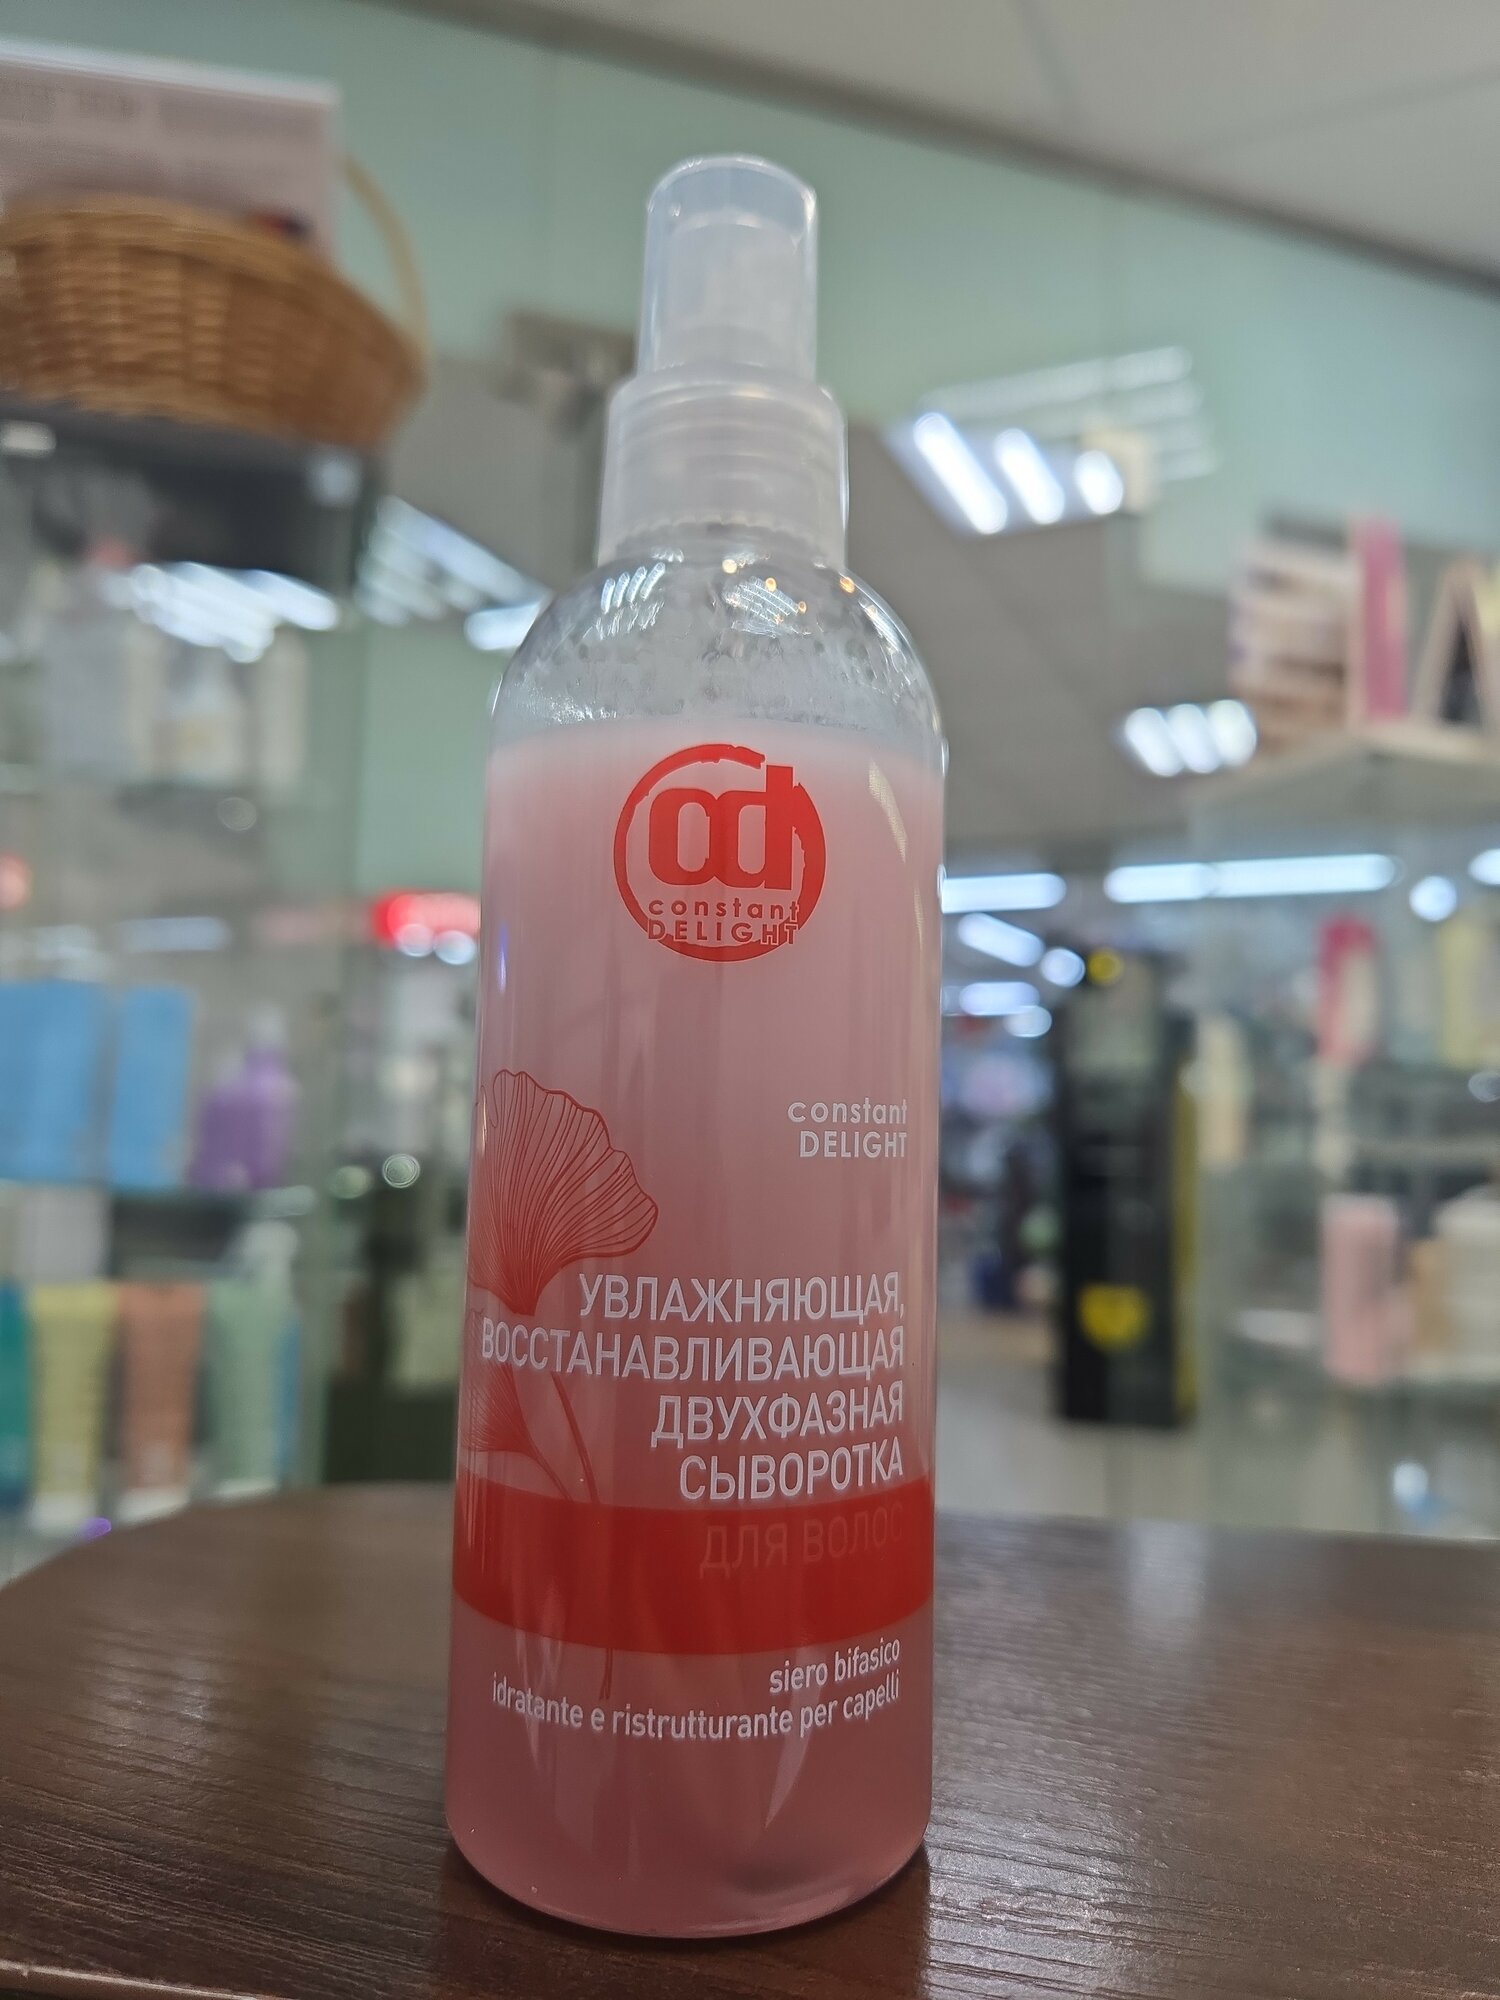 cd
constant
DELIGHT
constant
DELIGHT
УВЛАЖНЯЮЩАЯ,
ВОССТАНАВЛИВАЮЩАЯ
ДВУХФАЗНАЯ
СЫВОРОТКА
ДЛЯ ВОЛОС
siero bifasico
idratante e ristrutturante per capelli